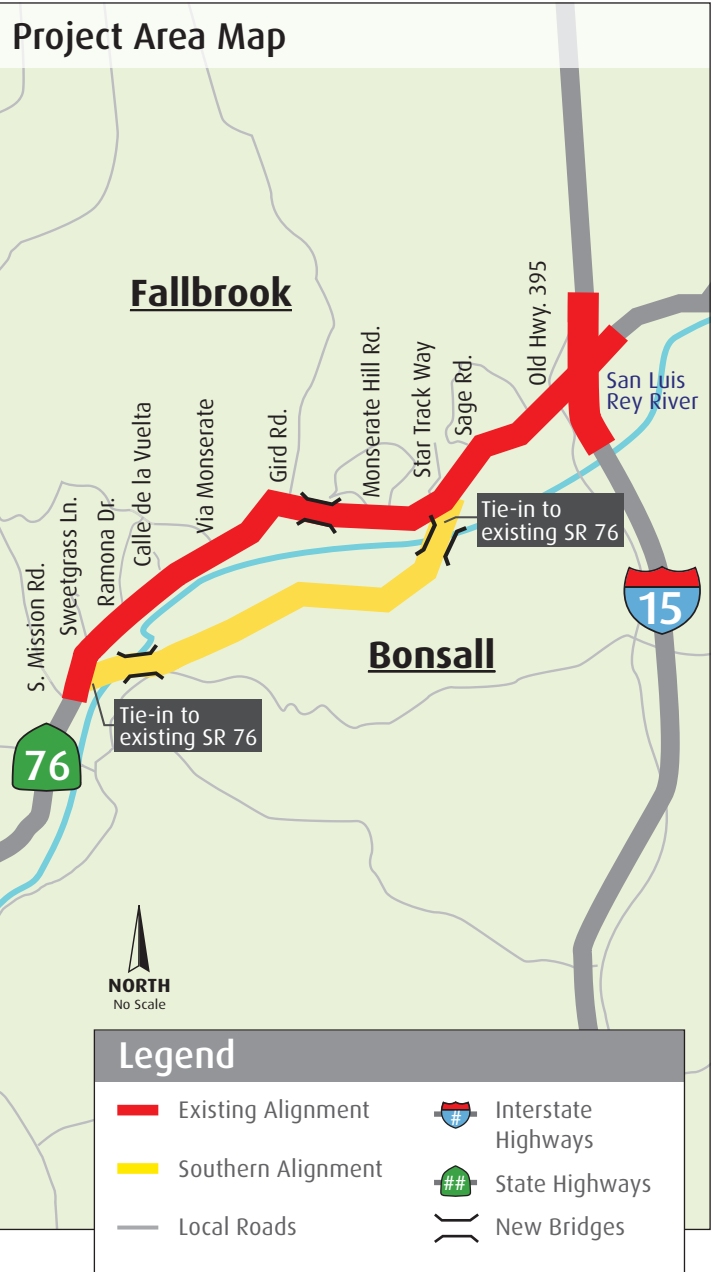 Project Area Map
Fallbrook
Old Hwy. 395
San Luis
Rey River
Monserate Hill Rd.
Star Track Way
Sage Rd.
Gird Rd.
Via Monserate
Calle de la Vuelta
Ramona Dr.
Sweetgrass Ln.
S. Mission Rd.
Tie-in to
existing SR 76
15
Bonsall
Tie-in to
existing SR 76
76
NORTH
No Scale
Legend
Existing Alignment
Southern Alignment
Local Roads
#
Interstate
Highways
##
State Highways
New Bridges